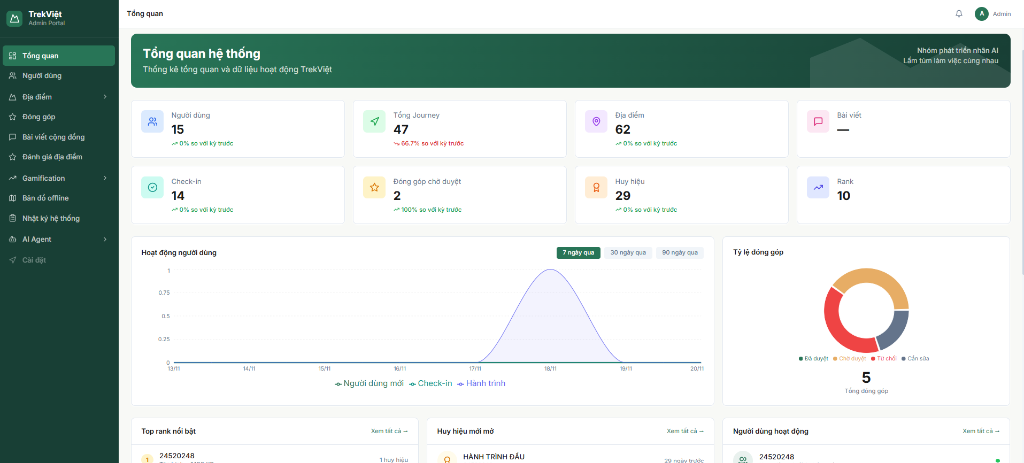 TrekViệt
Admin Portal
Tổng quan
Người dùng
Địa điểm
Đóng góp
Bài viết cộng đồng
Đánh giá địa điểm
Gamification
Bản đồ offline
Nhật ký hệ thống
AI Agent
Cài đặt
Tổng quan
A Admin
Tổng quan hệ thống
Thống kê tổng quan và dữ liệu hoạt động TrekViệt
Nhóm phát triển nhân AI
Lầm tùm làm việc cùng nhau
Người dùng
15
0% so với kỳ trước
Tổng Journey
47
66.7% so với kỳ trước
Địa điểm
62
0% so với kỳ trước
Bài viết
—
Check-in
14
0% so với kỳ trước
Đóng góp chờ duyệt
2
100% so với kỳ trước
Huy hiệu
29
0% so với kỳ trước
Rank
10
Hoạt động người dùng
7 ngày qua 30 ngày qua 90 ngày qua
1
0.75
0.5
0.25
0
13/11 14/11 15/11 16/11 17/11 18/11 19/11 20/11
Người dùng mới Check-in Hành trình
Tỷ lệ đóng góp
Đã duyệt Chờ duyệt Từ chối Cần sửa
5
Tổng đóng góp
Top rank nổi bật Xem tất cả →
1 24520248
1 huy hiệu
Huy hiệu mới mở Xem tất cả →
HÀNH TRÌNH ĐẦU
29 ngày trước
Người dùng hoạt động Xem tất cả →
24520248